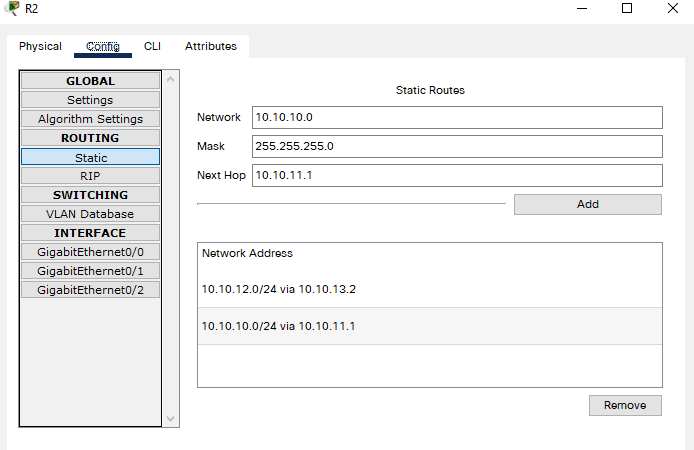 R2
Physical Config CLI Attributes
GLOBAL
Settings
Algorithm Settings
ROUTING
Static
RIP
SWITCHING
VLAN Database
INTERFACE
GigabitEthernet0/0
GigabitEthernet0/1
GigabitEthernet0/2
Static Routes
Network 10.10.10.0
Mask 255.255.255.0
Next Hop 10.10.11.1
Add
Network Address
10.10.12.0/24 via 10.10.13.2
10.10.10.0/24 via 10.10.11.1
Remove